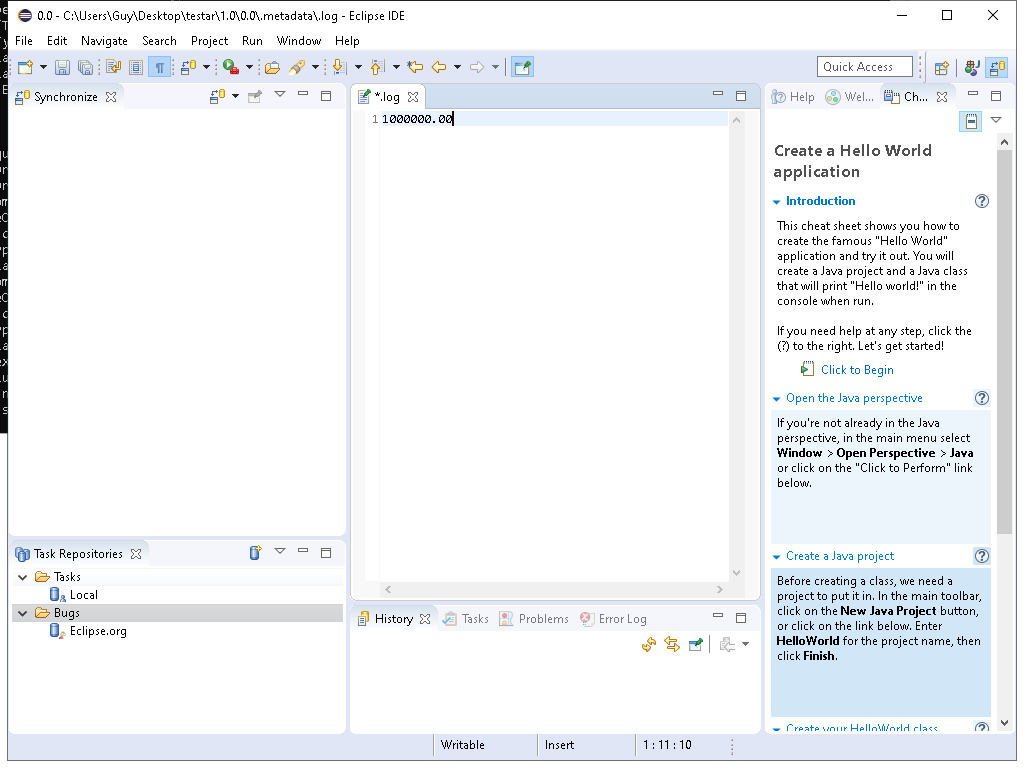 0.0 - C:\Users\Guy\Desktop\testar\1.0\0.0\.metadata\.log - Eclipse IDE
File Edit Navigate Search Project Run Window Help
Quick Access
Synchronize
*.log
Help Wel... Ch...
1 1000000.00
Create a Hello World
application
Introduction
This cheat sheet shows you how to
create the famous "Hello World"
application and try it out. You will
create a Java project and a Java class
that will print "Hello world!" in the
console when run.
If you need help at any step, click the
(?) to the right. Let's get started!
Click to Begin
Open the Java perspective
If you're not already in the Java
perspective, in the main menu select
Window > Open Perspective > Java
or click on the "Click to Perform" link
below.
Create a Java project
Before creating a class, we need a
project to put it in. In the main toolbar,
click on the New Java Project button,
or click on the link below. Enter
HelloWorld for the project name, then
click Finish.
Create your HelloWorld class
Task Repositories
Tasks
Local
Bugs
Eclipse.org
History Tasks Problems Error Log
Writable Insert 1 : 11 : 10